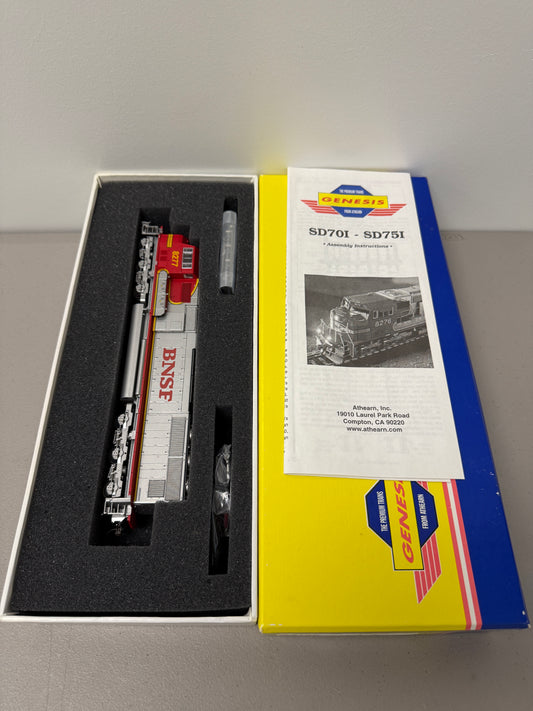 THE PREMIUM TRAINS
GENESIS
FROM ATHEARN
SD70I - SD75I
• Assembly Instructions •
8276
Athearn, Inc.
19010 Laurel Park Road
Compton, CA 90220
www.athearn.com
8277
BNSF
THE PREMIUM TRAINS
GENESIS
FROM ATHEARN